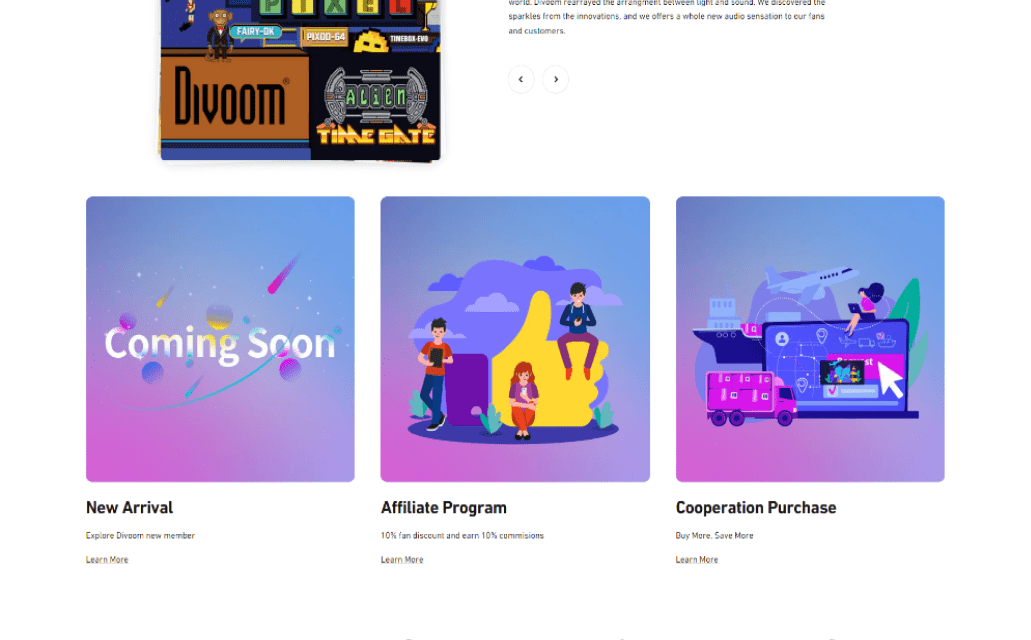 PIXEL
FAIRY-OK
PIXOO-64
TIMEBOX-EVO
DIVOOM®
ALIEN
TIME GATE
world. Divoom rearrayed the arrangment between light and sound. We discovered the
sparkles from the innovations, and we offers a whole new audio sensation to our fans
and customers.
Coming Soon
Request
New Arrival
Explore Divoom new member
Learn More
Affiliate Program
10% fan discount and earn 10% commisions
Learn More
Cooperation Purchase
Buy More, Save More
Learn More